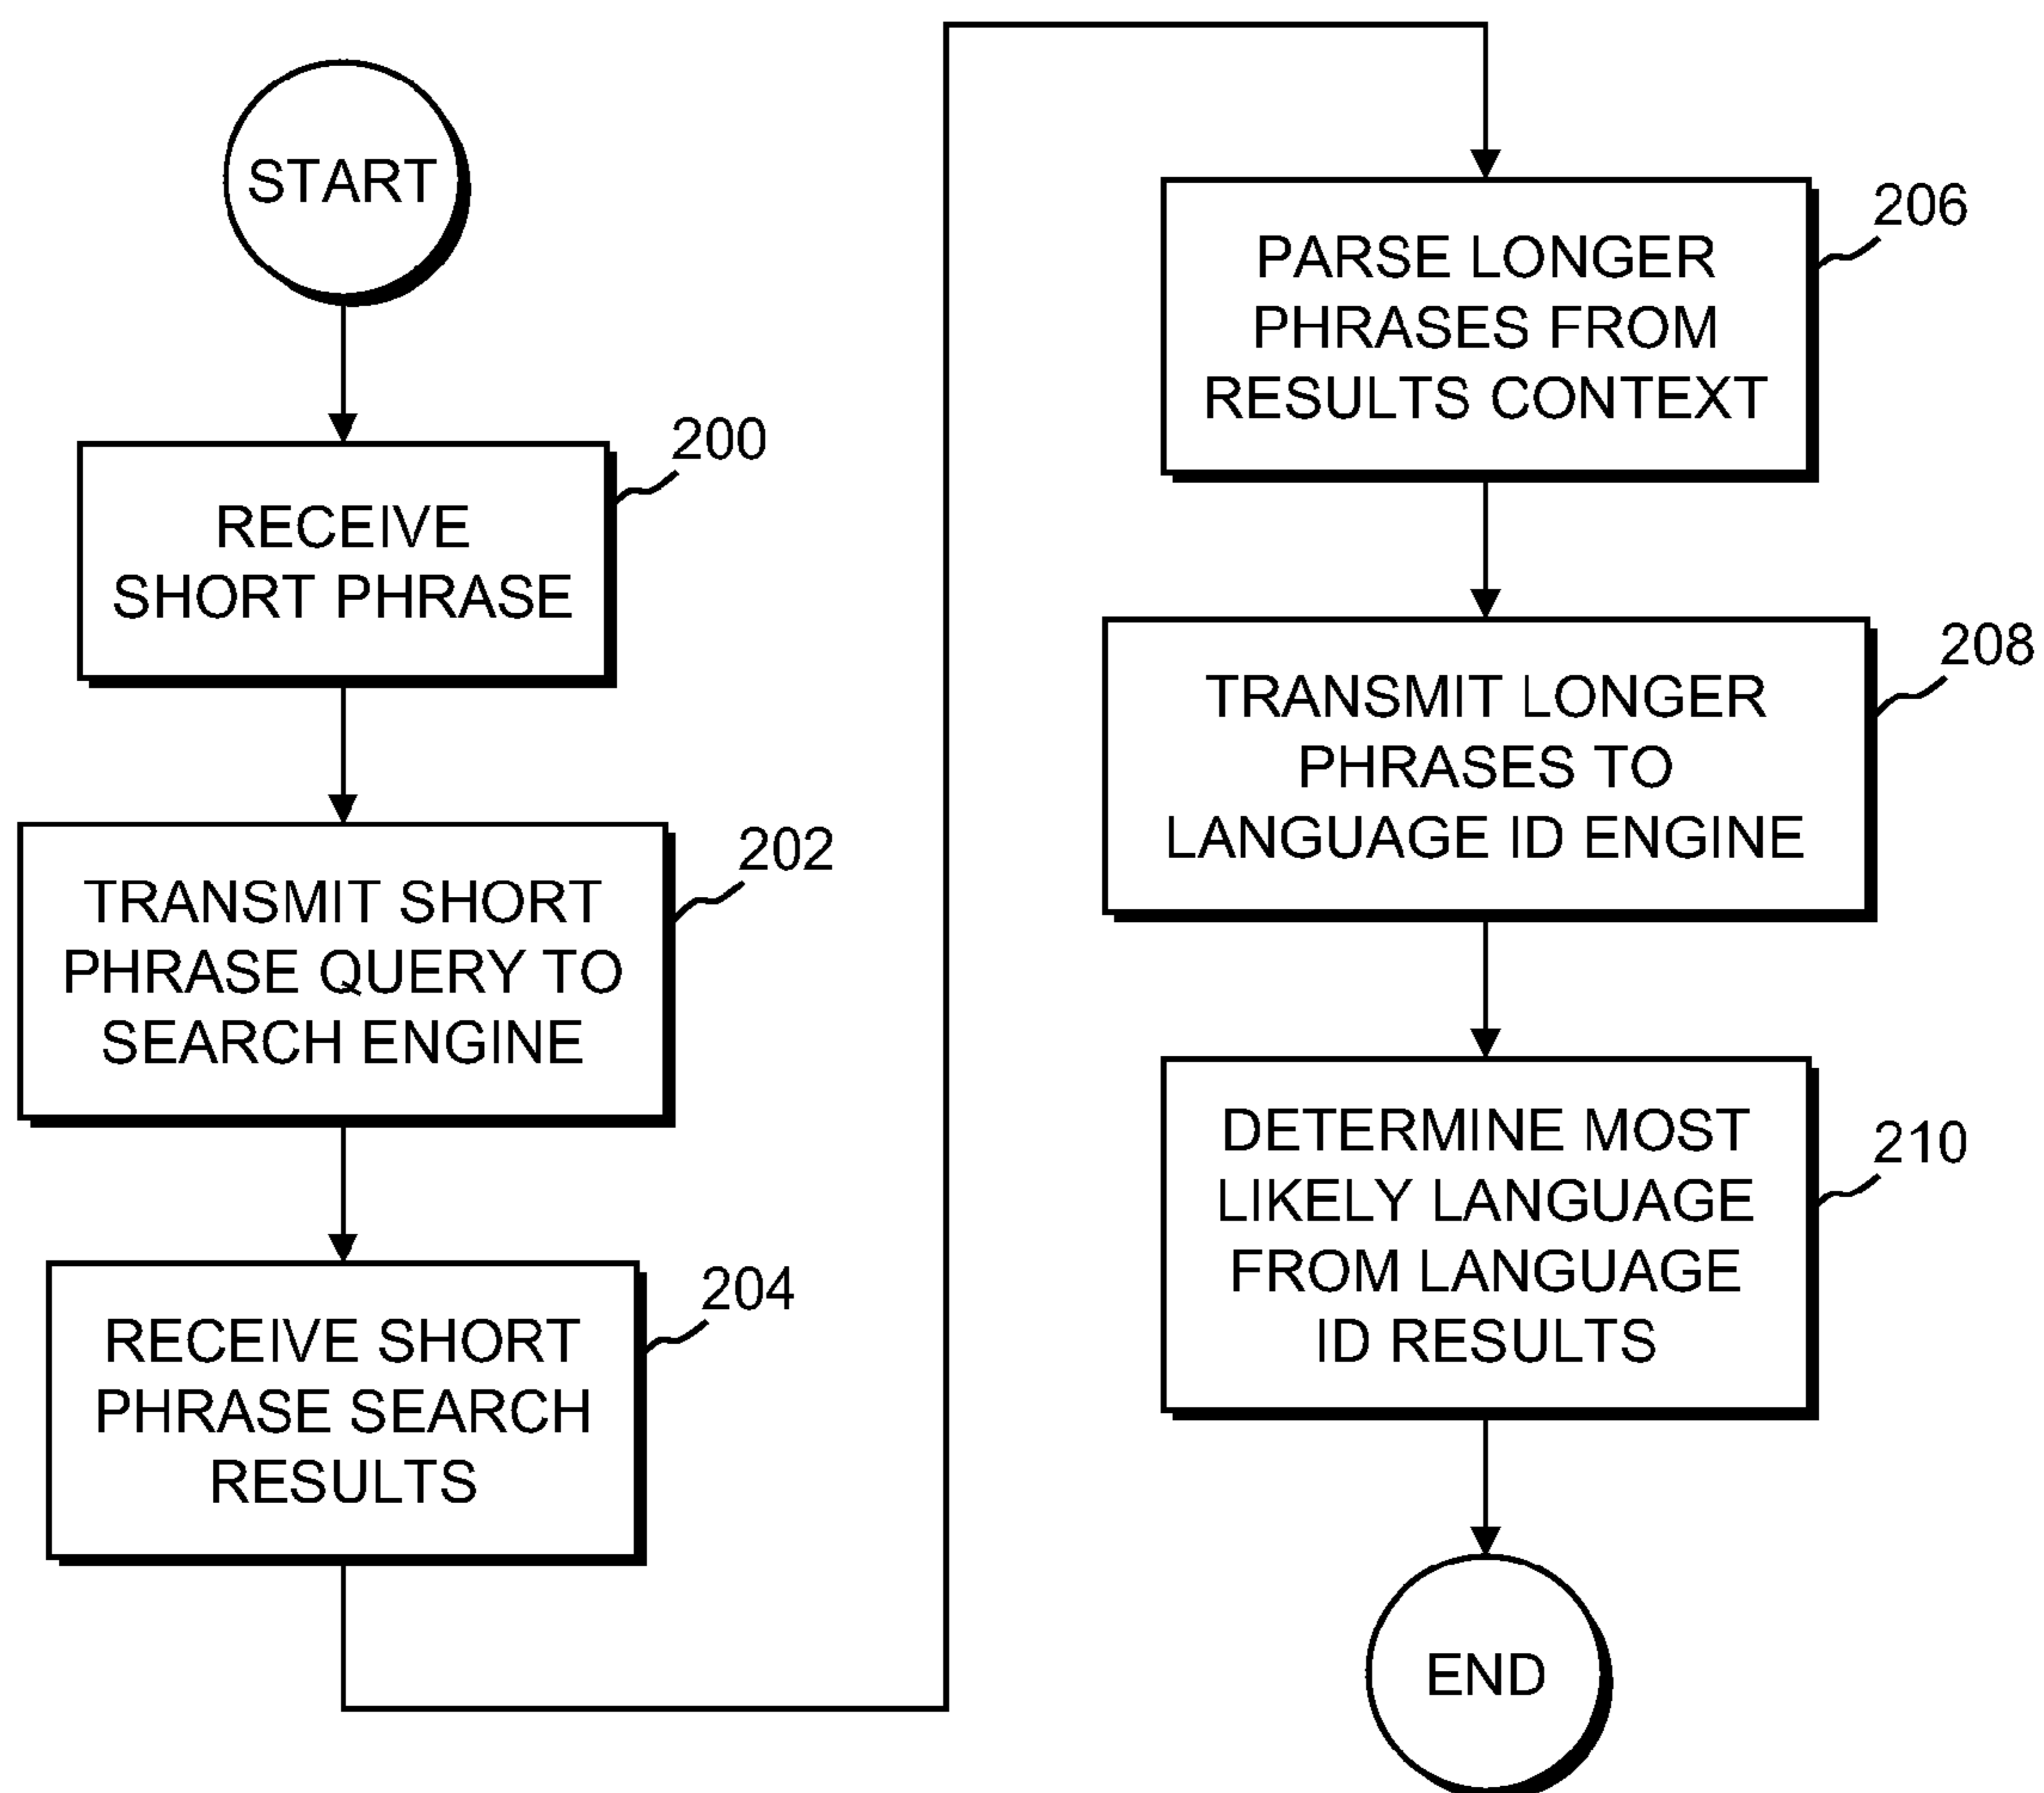 START
200
RECEIVE
SHORT PHRASE
202
TRANSMIT SHORT
PHRASE QUERY TO
SEARCH ENGINE
204
RECEIVE SHORT
PHRASE SEARCH
RESULTS
206
PARSE LONGER
PHRASES FROM
RESULTS CONTEXT
208
TRANSMIT LONGER
PHRASES TO
LANGUAGE ID ENGINE
210
DETERMINE MOST
LIKELY LANGUAGE
FROM LANGUAGE
ID RESULTS
END